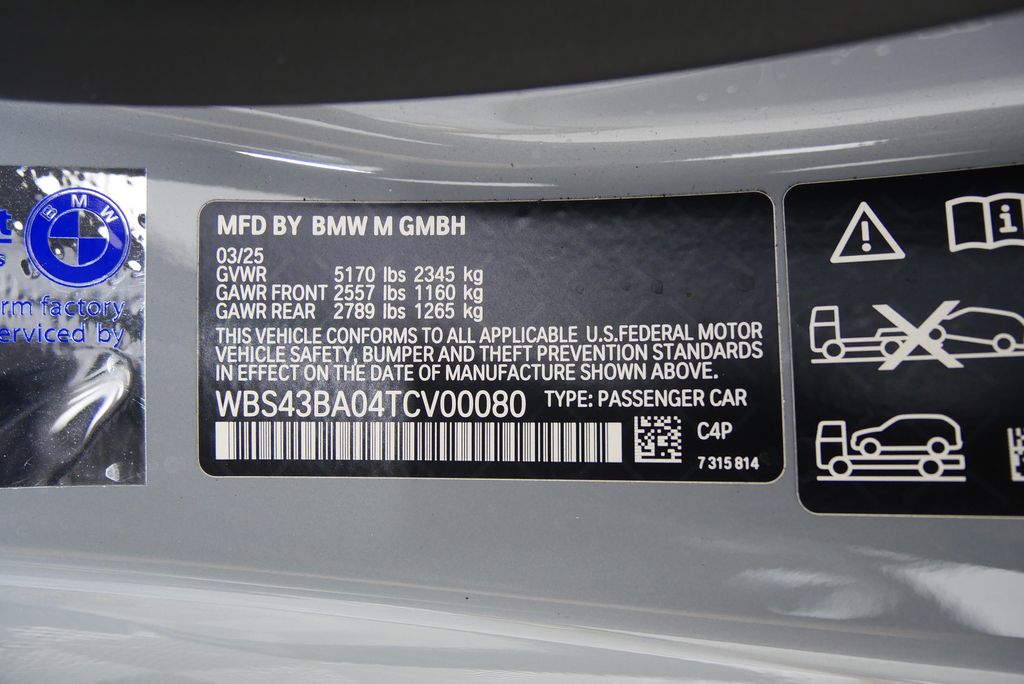 BMW
rm factory
serviced by
MFD BY BMW M GMBH
03/25
GVWR 5170 lbs 2345 kg
GAWR FRONT 2557 lbs 1160 kg
GAWR REAR 2789 lbs 1265 kg
THIS VEHICLE CONFORMS TO ALL APPLICABLE U.S.FEDERAL MOTOR
VEHICLE SAFETY, BUMPER AND THEFT PREVENTION STANDARDS
IN EFFECT ON THE DATE OF MANUFACTURE SHOWN ABOVE.
WBS43BA04TCV00080 TYPE: PASSENGER CAR
C4P
7 315 814